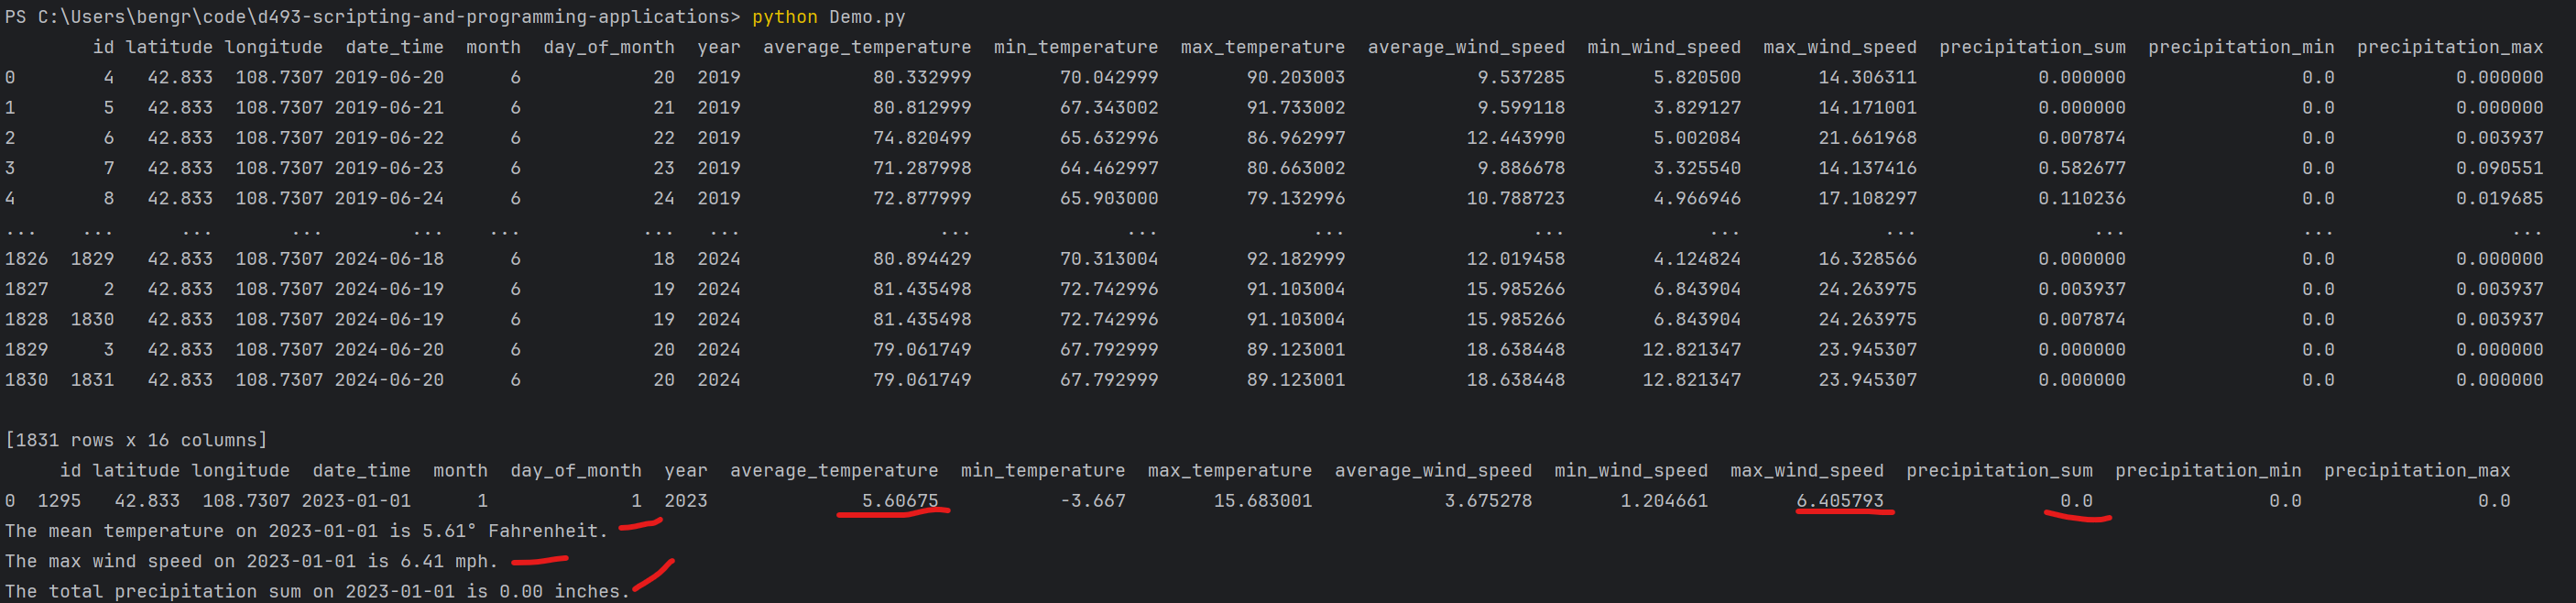 PS C:\Users\bengr\code\d493-scripting-and-programming-applications> python Demo.py
id latitude longitude date_time month day_of_month year average_temperature min_temperature max_temperature average_wind_speed min_wind_speed max_wind_speed precipitation_sum precipitation_min precipitation_max
0 4 42.833 108.7307 2019-06-20 6 20 2019 80.332999 70.042999 90.203003 9.537285 5.820500 14.306311 0.000000 0.0 0.000000
1 5 42.833 108.7307 2019-06-21 6 21 2019 80.812999 67.343002 91.733002 9.599118 3.829127 14.171001 0.000000 0.0 0.000000
2 6 42.833 108.7307 2019-06-22 6 22 2019 74.820499 65.632996 86.962997 12.443990 5.002084 21.661968 0.007874 0.0 0.003937
3 7 42.833 108.7307 2019-06-23 6 23 2019 71.287998 64.462997 80.663002 9.886678 3.325540 14.137416 0.582677 0.0 0.090551
4 8 42.833 108.7307 2019-06-24 6 24 2019 72.877999 65.903000 79.132996 10.788723 4.966946 17.108297 0.110236 0.0 0.019685
... ... ... ... ... ... ... ... ... ... ... ... ... ... ... ... ...
1826 1829 42.833 108.7307 2024-06-18 6 18 2024 80.894429 70.313004 92.182999 12.019458 4.124824 16.328566 0.000000 0.0 0.000000
1827 2 42.833 108.7307 2024-06-19 6 19 2024 81.435498 72.742996 91.103004 15.985266 6.843904 24.263975 0.003937 0.0 0.003937
1828 1830 42.833 108.7307 2024-06-19 6 19 2024 81.435498 72.742996 91.103004 15.985266 6.843904 24.263975 0.007874 0.0 0.003937
1829 3 42.833 108.7307 2024-06-20 6 20 2024 79.061749 67.792999 89.123001 18.638448 12.821347 23.945307 0.000000 0.0 0.000000
1830 1831 42.833 108.7307 2024-06-20 6 20 2024 79.061749 67.792999 89.123001 18.638448 12.821347 23.945307 0.000000 0.0 0.000000
[1831 rows x 16 columns]
id latitude longitude date_time month day_of_month year average_temperature min_temperature max_temperature average_wind_speed min_wind_speed max_wind_speed precipitation_sum precipitation_min precipitation_max
0 1295 42.833 108.7307 2023-01-01 1 1 2023 5.60675 -3.667 15.683001 3.675278 1.204661 6.405793 0.0 0.0 0.0
The mean temperature on 2023-01-01 is 5.61° Fahrenheit.
The max wind speed on 2023-01-01 is 6.41 mph.
The total precipitation sum on 2023-01-01 is 0.00 inches.